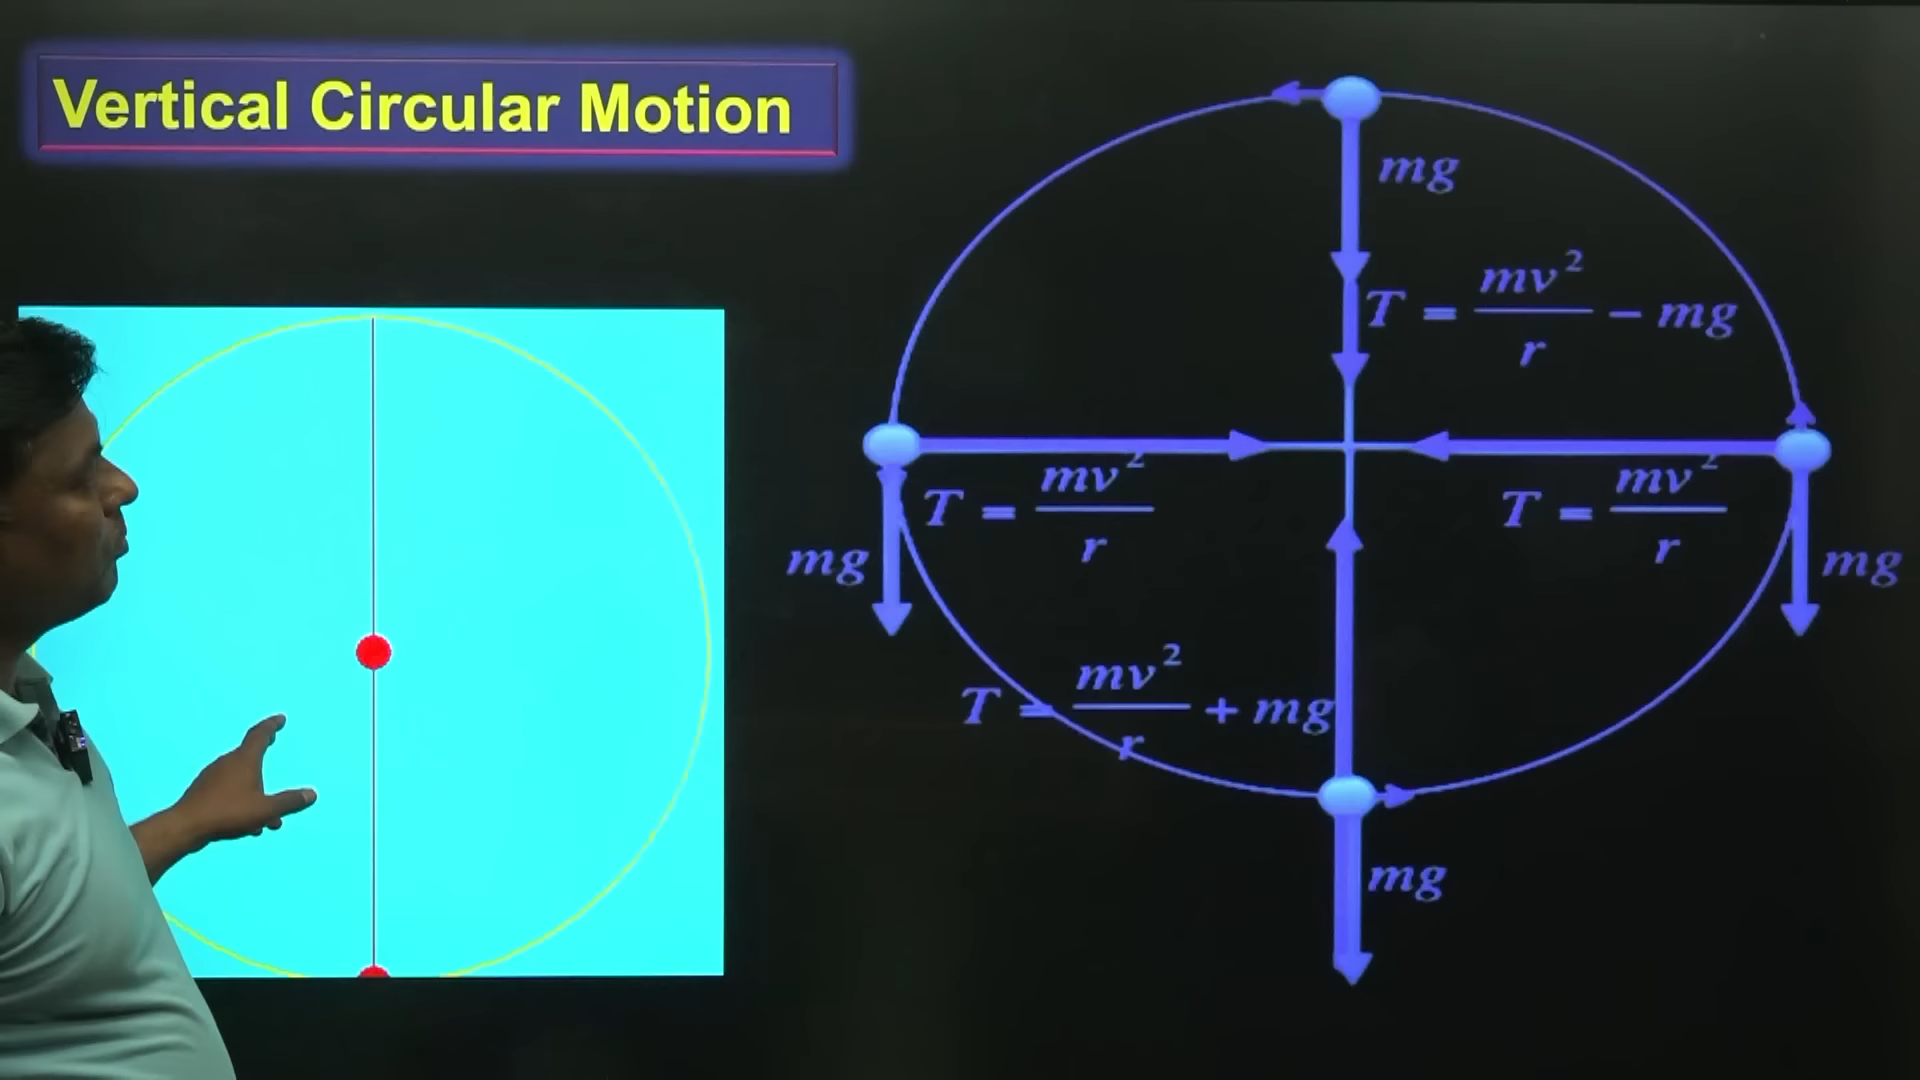 Vertical Circular Motion
mg
T = mv²/r − mg
T = mv²/r
T = mv²/r
mg
mg
T = mv²/r + mg
mg